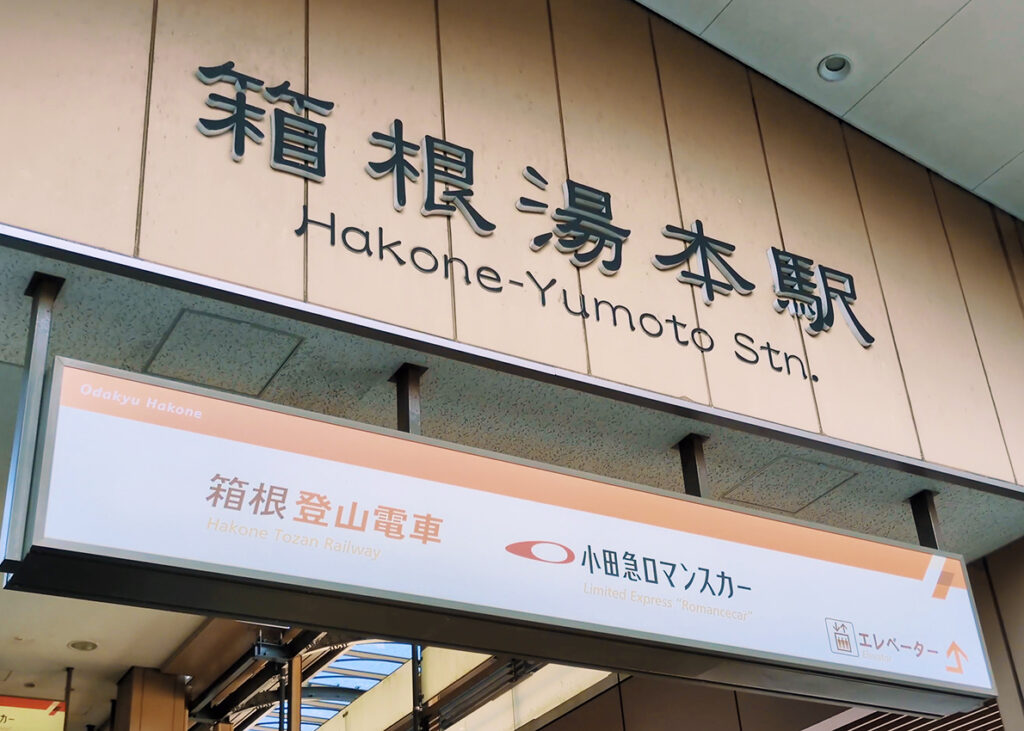 箱根湯本駅
Hakone-Yumoto Stn.
Odakyu Hakone
箱根登山電車
Hakone Tozan Railway
小田急ロマンスカー
Limited Express "Romancecar"
エレベーター
Elevator
カー